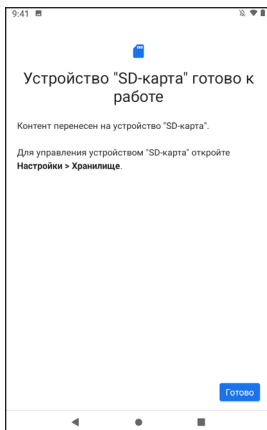 9:41
Устройство "SD-карта" готово к
работе
Контент перенесен на устройство "SD-карта".
Для управления устройством "SD-карта" откройте
Настройки > Хранилище.
Готово